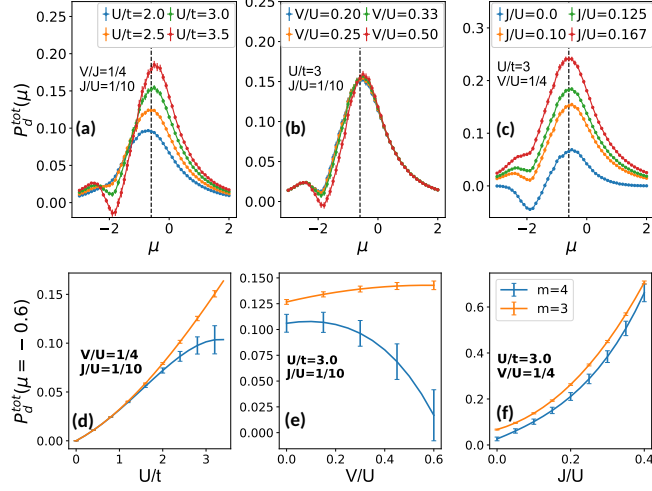 U/t=2.0 U/t=3.0
U/t=2.5 U/t=3.5
V/J=1/4
J/U=1/10
(a)
P_d^{tot}(μ)
0.20
0.15
0.10
0.05
0.00
−2 0 2
μ
V/U=0.20 V/U=0.33
V/U=0.25 V/U=0.50
U/t=3
J/U=1/10
(b)
0.20
0.15
0.10
0.05
0.00
−2 0 2
μ
J/U=0.0 J/U=0.125
J/U=0.10 J/U=0.167
U/t=3
V/U=1/4
(c)
0.3
0.2
0.1
0.0
−2 0 2
μ
P_d^{tot}(μ = − 0.6)
V/U=1/4
J/U=1/10
(d)
0.15
0.10
0.05
0.00
0 1 2 3
U/t
U/t=3.0
J/U=1/10
(e)
0.150
0.125
0.100
0.075
0.050
0.025
0.000
0.0 0.2 0.4 0.6
V/U
m=4
m=3
U/t=3.0
V/U=1/4
(f)
0.6
0.4
0.2
0.0
0.0 0.2 0.4
J/U